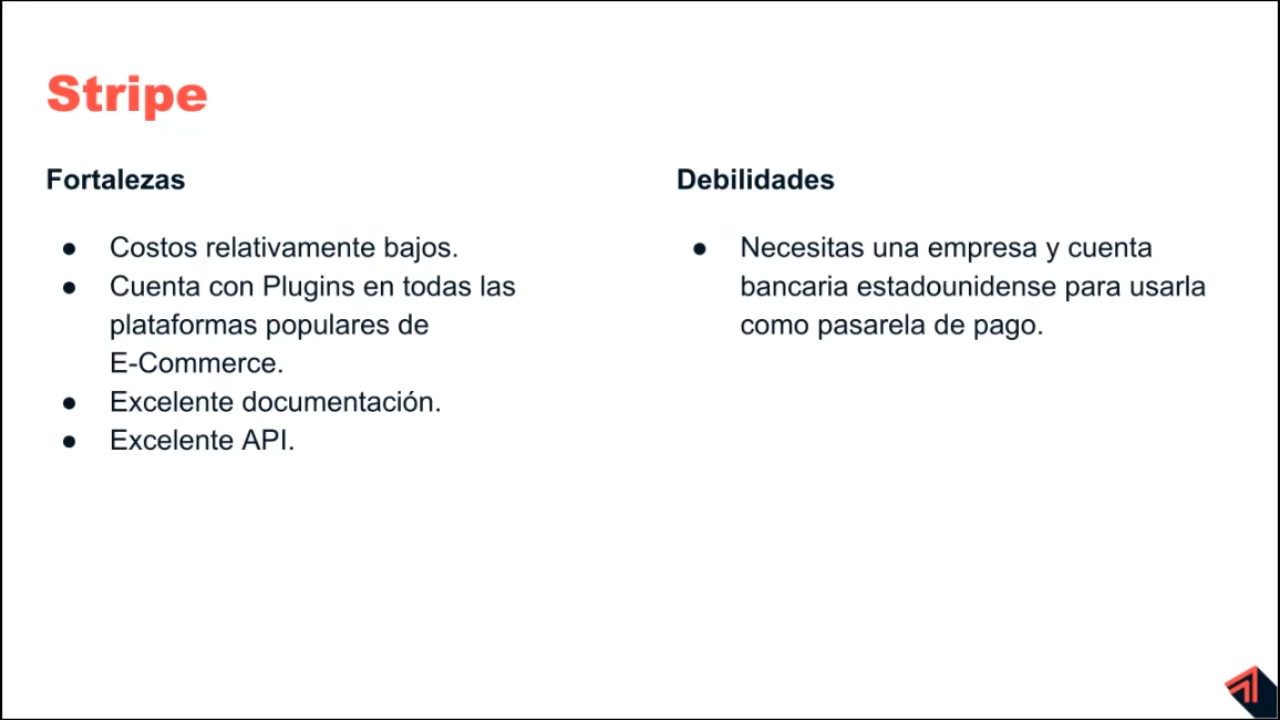 Stripe
Fortalezas
● Costos relativamente bajos.
● Cuenta con Plugins en todas las
plataformas populares de
E-Commerce.
● Excelente documentación.
● Excelente API.
Debilidades
● Necesitas una empresa y cuenta
bancaria estadounidense para usarla
como pasarela de pago.